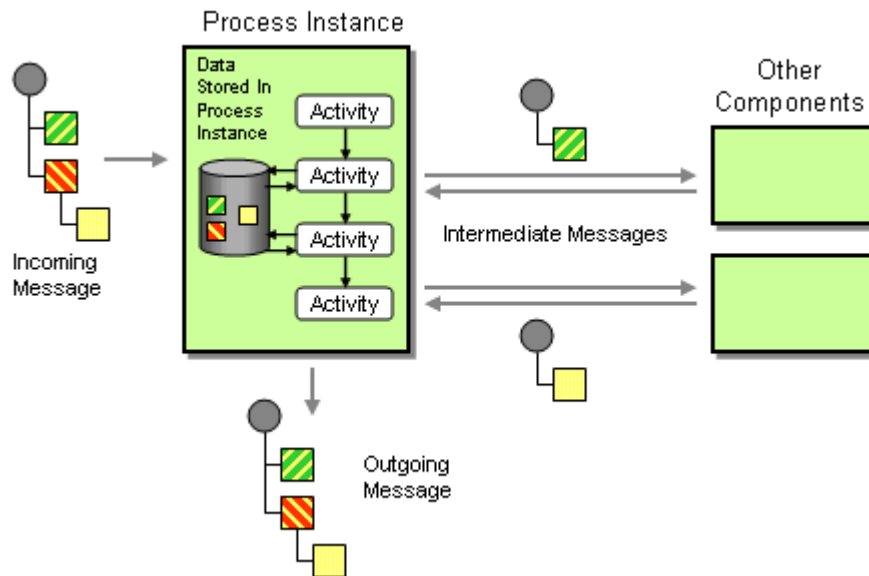 Process Instance
Data
Stored In
Process
Instance
Activity
Activity
Activity
Activity
Incoming
Message
Intermediate Messages
Other
Components
Outgoing
Message